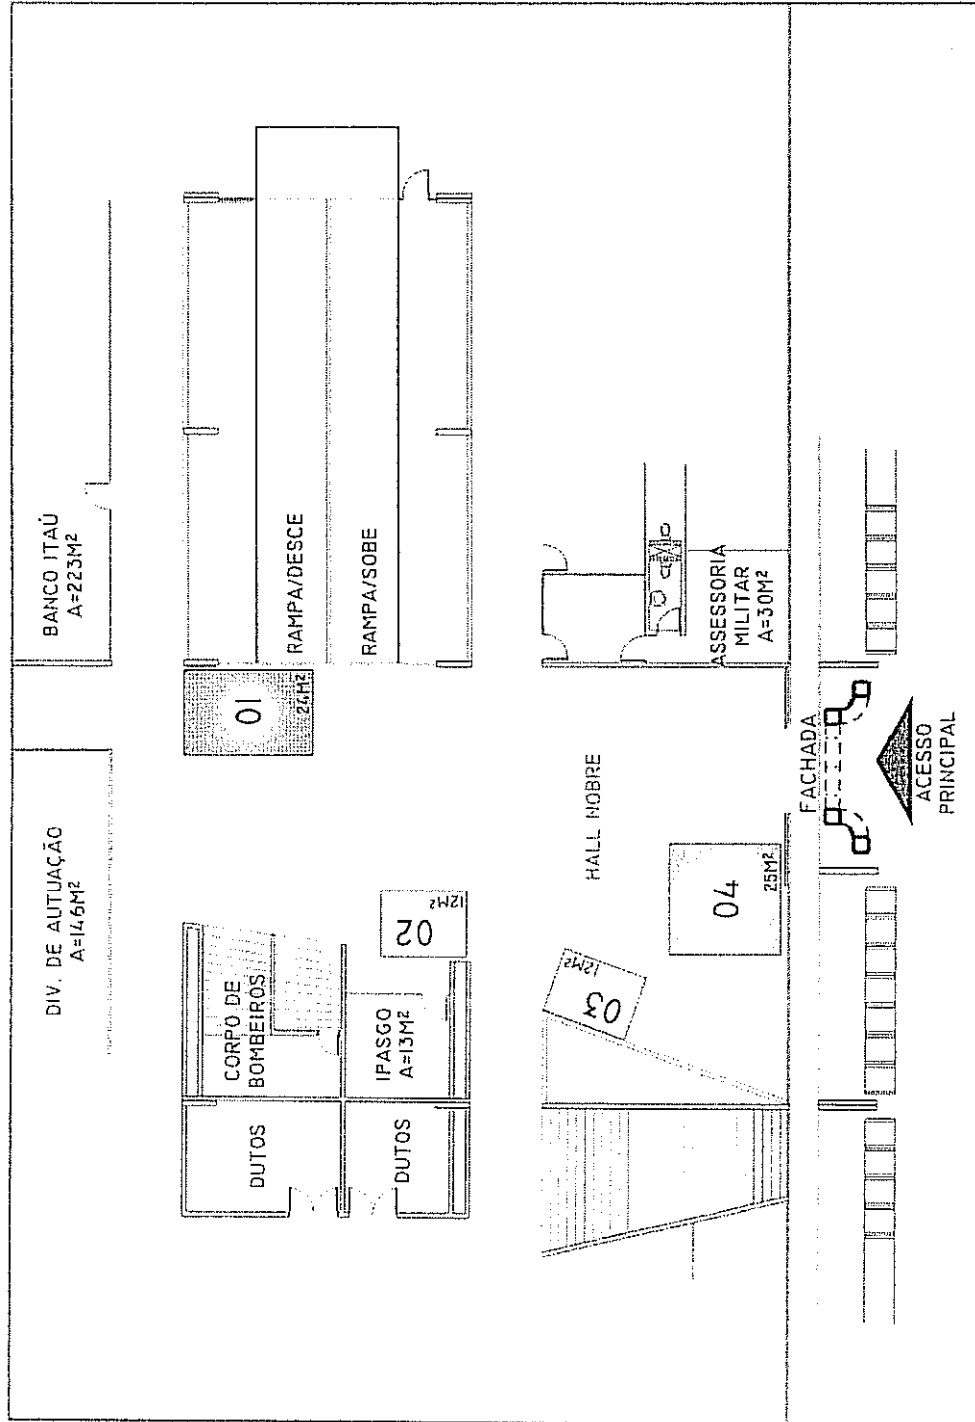 DIV. DE AUTUAÇÃO
A=146M²
BANCO ITAÚ
A=223M²
01
24M²
RAMPA/DESCE
RAMPA/SOBE
CORPO DE
BOMBEIROS
DUTOS
IPASGO
A=13M²
DUTOS
02
12M²
03
12M²
HALL NOBRE
04
25M²
ASSESSORIA
MILITAR
A=30M²
FACHADA
ACESSO
PRINCIPAL